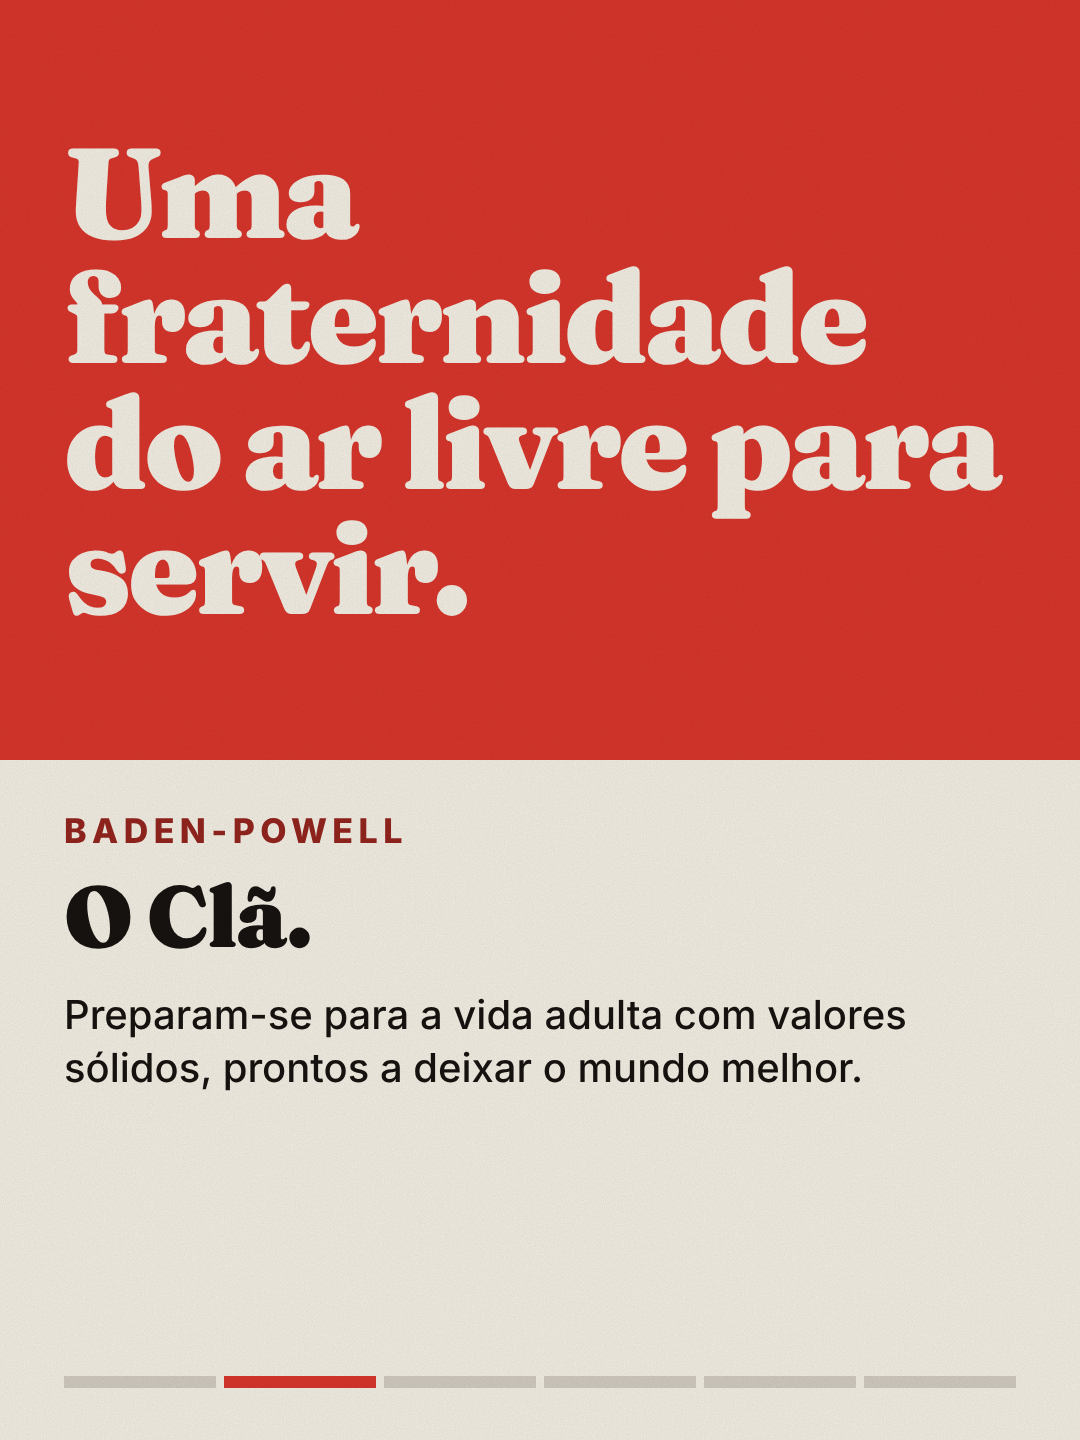 Uma
fraternidade
do ar livre para
servir.
BADEN-POWELL
O Clã.
Preparam-se para a vida adulta com valores
sólidos, prontos a deixar o mundo melhor.